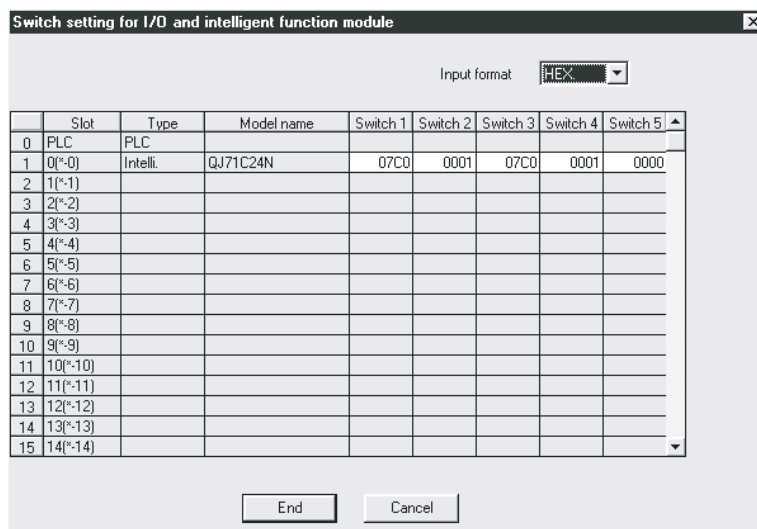 Switch setting for I/O and intelligent function module
Input format HEX.
Slot Type Model name Switch 1 Switch 2 Switch 3 Switch 4 Switch 5
0 PLC PLC
1 0(*-0) Intelli. QJ71C24N 07C0 0001 07C0 0001 0000
2 1(*-1)
3 2(*-2)
4 3(*-3)
5 4(*-4)
6 5(*-5)
7 6(*-6)
8 7(*-7)
9 8(*-8)
10 9(*-9)
11 10(*-10)
12 11(*-11)
13 12(*-12)
14 13(*-13)
15 14(*-14)
End Cancel